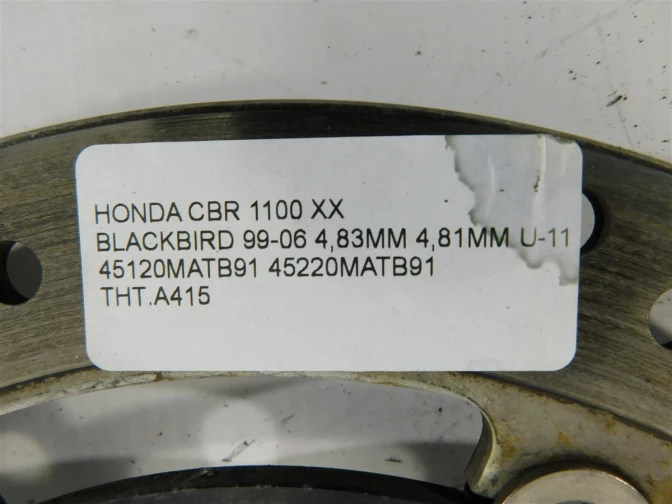 HONDA CBR 1100 XX
BLACKBIRD 99-06 4,83MM 4,81MM U-11
45120MATB91 45220MATB91
THT.A415